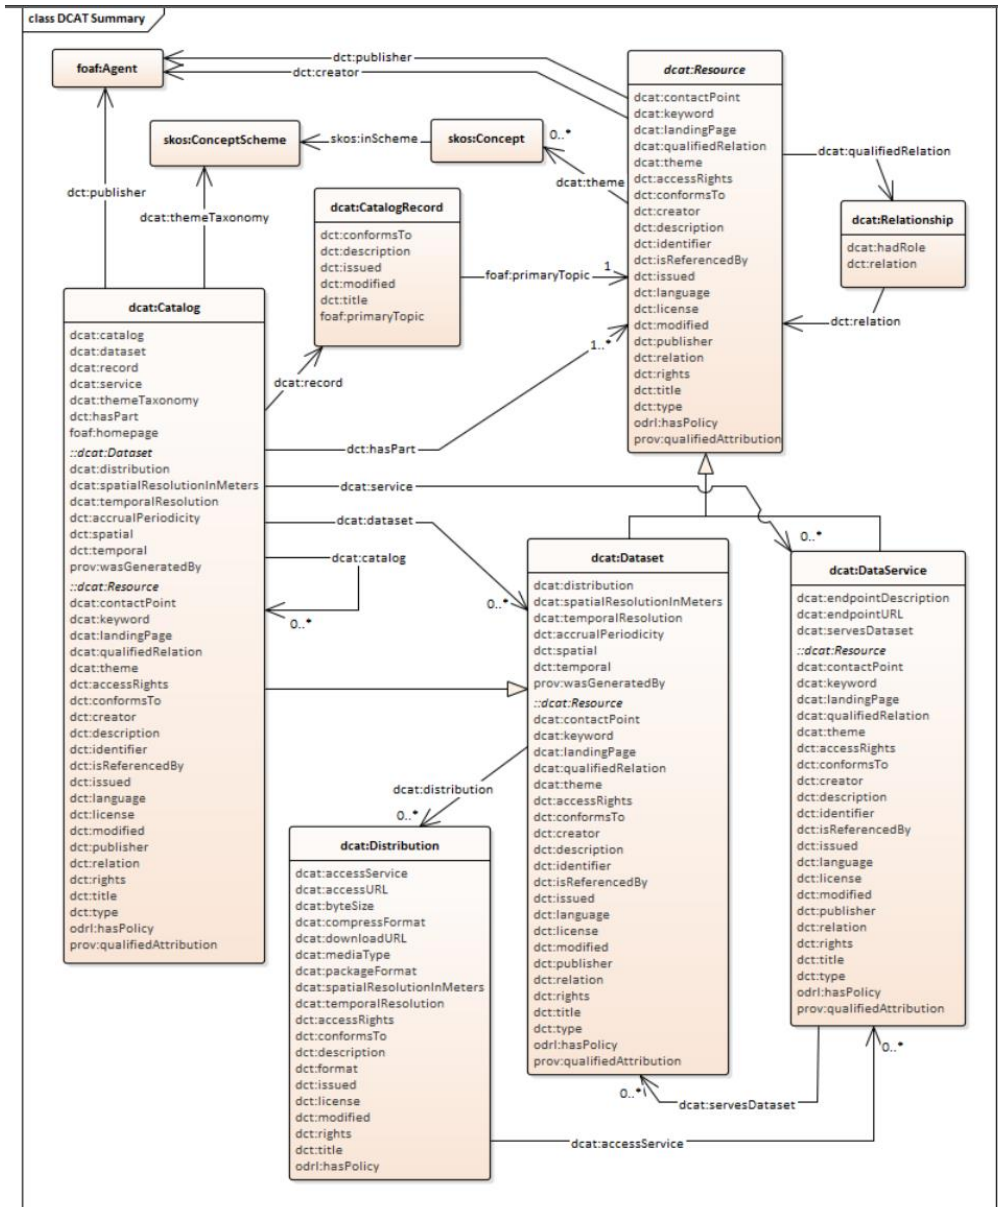 class DCAT Summary
foaf:Agent
dct:publisher
dct:creator
dcat:Resource
dcat:contactPoint
dcat:keyword
dcat:landingPage
dcat:qualifiedRelation
dcat:theme
dct:accessRights
dct:conformsTo
dct:creator
dct:description
dct:identifier
dct:isReferencedBy
dct:issued
dct:language
dct:license
dct:modified
dct:publisher
dct:relation
dct:rights
dct:title
dct:type
odrl:hasPolicy
prov:qualifiedAttribution
skos:ConceptScheme
skos:inScheme
skos:Concept
0..*
dcat:theme
dcat:qualifiedRelation
dcat:Relationship
dcat:hadRole
dct:relation
dct:relation
dct:publisher
dcat:themeTaxonomy
dcat:CatalogRecord
dct:conformsTo
dct:description
dct:issued
dct:modified
dct:title
foaf:primaryTopic
foaf:primaryTopic
1
dcat:record
1..*
dct:hasPart
dcat:service
0..*
dcat:dataset
0..*
dcat:catalog
0..*
dcat:Catalog
dcat:catalog
dcat:dataset
dcat:record
dcat:service
dcat:themeTaxonomy
dct:hasPart
foaf:homepage
::dcat:Dataset
dcat:distribution
dcat:spatialResolutionInMeters
dcat:temporalResolution
dct:accrualPeriodicity
dct:spatial
dct:temporal
prov:wasGeneratedBy
::dcat:Resource
dcat:contactPoint
dcat:keyword
dcat:landingPage
dcat:qualifiedRelation
dcat:theme
dct:accessRights
dct:conformsTo
dct:creator
dct:description
dct:identifier
dct:isReferencedBy
dct:issued
dct:language
dct:license
dct:modified
dct:publisher
dct:relation
dct:rights
dct:title
dct:type
odrl:hasPolicy
prov:qualifiedAttribution
dcat:Dataset
dcat:distribution
dcat:spatialResolutionInMeters
dcat:temporalResolution
dct:accrualPeriodicity
dct:spatial
dct:temporal
prov:wasGeneratedBy
::dcat:Resource
dcat:contactPoint
dcat:keyword
dcat:landingPage
dcat:qualifiedRelation
dcat:theme
dct:accessRights
dct:conformsTo
dct:creator
dct:description
dct:identifier
dct:isReferencedBy
dct:issued
dct:language
dct:license
dct:modified
dct:publisher
dct:relation
dct:rights
dct:title
dct:type
odrl:hasPolicy
prov:qualifiedAttribution
dcat:DataService
dcat:endpointDescription
dcat:endpointURL
dcat:servesDataset
::dcat:Resource
dcat:contactPoint
dcat:keyword
dcat:landingPage
dcat:qualifiedRelation
dcat:theme
dct:accessRights
dct:conformsTo
dct:creator
dct:description
dct:identifier
dct:isReferencedBy
dct:issued
dct:language
dct:license
dct:modified
dct:publisher
dct:relation
dct:rights
dct:title
dct:type
odrl:hasPolicy
prov:qualifiedAttribution
dcat:distribution
0..*
dcat:Distribution
dcat:accessService
dcat:accessURL
dcat:byteSize
dcat:compressFormat
dcat:downloadURL
dcat:mediaType
dcat:packageFormat
dcat:spatialResolutionInMeters
dcat:temporalResolution
dct:accessRights
dct:conformsTo
dct:description
dct:format
dct:issued
dct:license
dct:modified
dct:rights
dct:title
odrl:hasPolicy
0..*
dcat:servesDataset
0..*
dcat:accessService